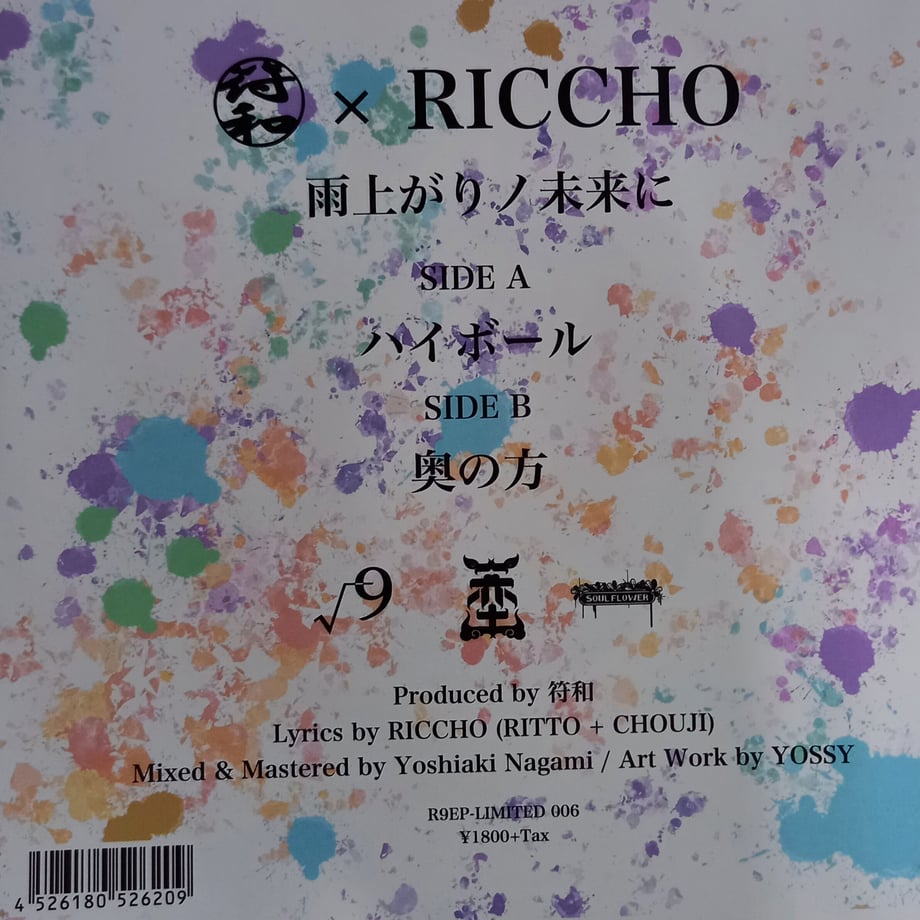 符和 × RICCHO
雨上がりノ未来に
SIDE A
ハイボール
SIDE B
奥の方
√9
SOUL FLOWER
Produced by 符和
Lyrics by RICCHO (RITTO + CHOUJI)
Mixed & Mastered by Yoshiaki Nagami / Art Work by YOSSY
R9EP-LIMITED 006
¥1800+Tax
4 526180 526209